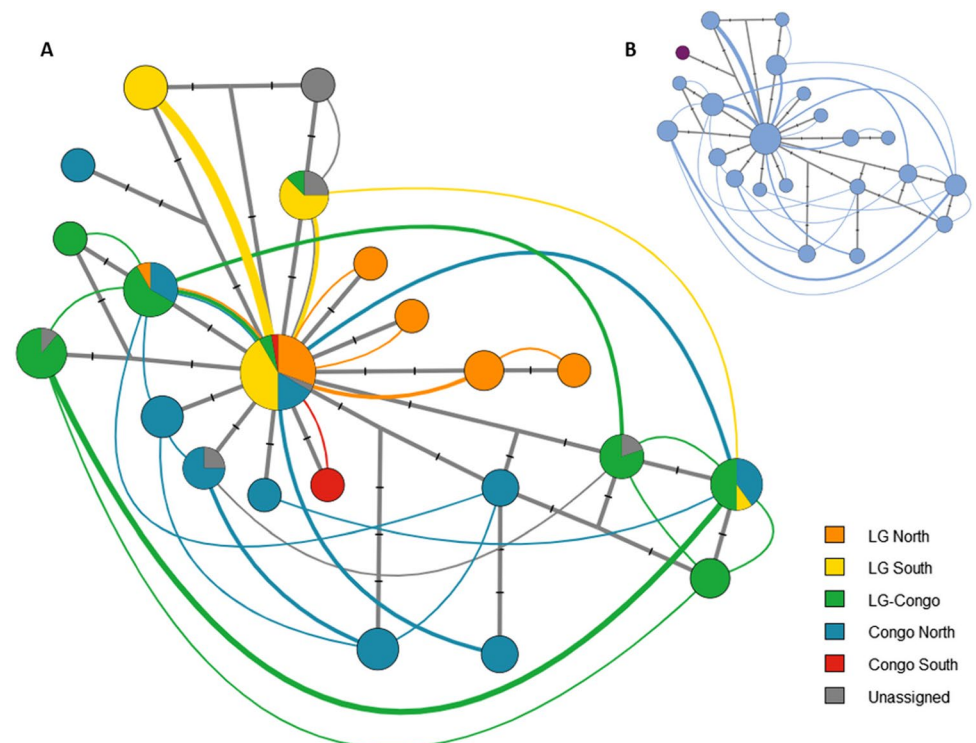 A
B
LG North
LG South
LG-Congo
Congo North
Congo South
Unassigned